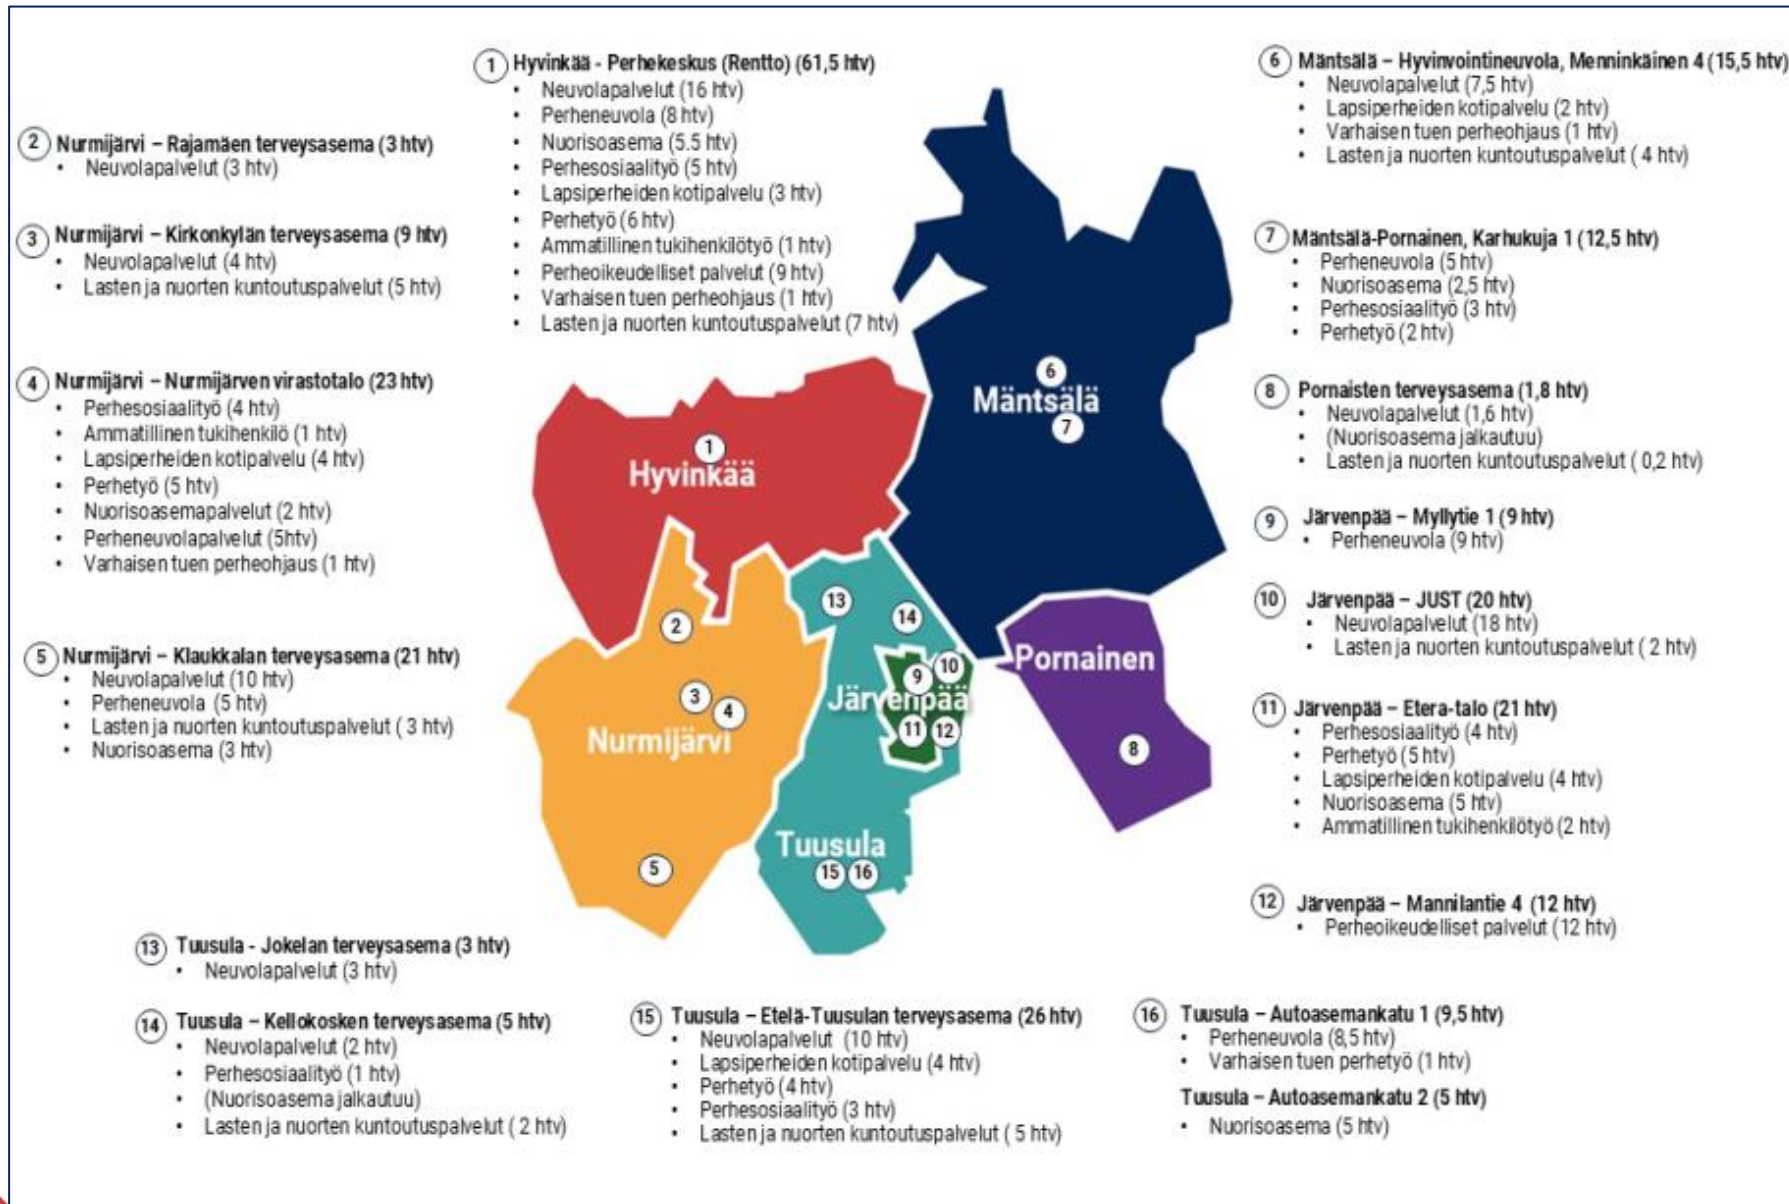 1 Hyvinkää - Perhekeskus (Rentto) (61,5 htv)
• Neuvolapalvelut (16 htv)
• Perheneuvola (8 htv)
• Nuorisoasema (5.5 htv)
• Perhesosiaalityö (5 htv)
• Lapsiperheiden kotipalvelu (3 htv)
• Perhetyö (6 htv)
• Ammatillinen tukihenkilötyö (1 htv)
• Perheoikeudelliset palvelut (9 htv)
• Varhaisen tuen perheohjaus (1 htv)
• Lasten ja nuorten kuntoutuspalvelut (7 htv)
2 Nurmijärvi – Rajamäen terveysasema (3 htv)
• Neuvolapalvelut (3 htv)
3 Nurmijärvi – Kirkonkylän terveysasema (9 htv)
• Neuvolapalvelut (4 htv)
• Lasten ja nuorten kuntoutuspalvelut (5 htv)
4 Nurmijärvi – Nurmijärven virastotalo (23 htv)
• Perhesosiaalityö (4 htv)
• Ammatillinen tukihenkilö (1 htv)
• Lapsiperheiden kotipalvelu (4 htv)
• Perhetyö (5 htv)
• Nuorisoasemapalvelut (2 htv)
• Perheneuvolapalvelut (5htv)
• Varhaisen tuen perheohjaus (1 htv)
5 Nurmijärvi – Klaukkalan terveysasema (21 htv)
• Neuvolapalvelut (10 htv)
• Perheneuvola (5 htv)
• Lasten ja nuorten kuntoutuspalvelut ( 3 htv)
• Nuorisoasema (3 htv)
6 Mäntsälä – Hyvinvointineuvola, Menninkäinen 4 (15,5 htv)
• Neuvolapalvelut (7,5 htv)
• Lapsiperheiden kotipalvelu (2 htv)
• Varhaisen tuen perheohjaus (1 htv)
• Lasten ja nuorten kuntoutuspalvelut ( 4 htv)
7 Mäntsälä-Pornainen, Karhukuja 1 (12,5 htv)
• Perheneuvola (5 htv)
• Nuorisoasema (2,5 htv)
• Perhesosiaalityö (3 htv)
• Perhetyö (2 htv)
8 Pornaisten terveysasema (1,8 htv)
• Neuvolapalvelut (1,6 htv)
• (Nuorisoasema jalkautuu)
• Lasten ja nuorten kuntoutuspalvelut ( 0,2 htv)
9 Järvenpää – Myllytie 1 (9 htv)
• Perheneuvola (9 htv)
10 Järvenpää – JUST (20 htv)
• Neuvolapalvelut (18 htv)
• Lasten ja nuorten kuntoutuspalvelut ( 2 htv)
11 Järvenpää – Etera-talo (21 htv)
• Perhesosiaalityö (4 htv)
• Perhetyö (5 htv)
• Lapsiperheiden kotipalvelu (4 htv)
• Nuorisoasema (5 htv)
• Ammatillinen tukihenkilötyö (2 htv)
12 Järvenpää – Mannilantie 4 (12 htv)
• Perheoikeudelliset palvelut (12 htv)
6
Mäntsälä
7
1
Hyvinkää
2
13
14
Pornainen
10
9
Järvenpää
3
4
11
12
Nurmijärvi
8
Tuusula
5
15 16
13 Tuusula - Jokelan terveysasema (3 htv)
• Neuvolapalvelut (3 htv)
14 Tuusula – Kellokosken terveysasema (5 htv)
• Neuvolapalvelut (2 htv)
• Perhesosiaalityö (1 htv)
• (Nuorisoasema jalkautuu)
• Lasten ja nuorten kuntoutuspalvelut ( 2 htv)
15 Tuusula – Etelä-Tuusulan terveysasema (26 htv)
• Neuvolapalvelut (10 htv)
• Lapsiperheiden kotipalvelu (4 htv)
• Perhetyö (4 htv)
• Perhesosiaalityö (3 htv)
• Lasten ja nuorten kuntoutuspalvelut ( 5 htv)
16 Tuusula – Autoasemankatu 1 (9,5 htv)
• Perheneuvola (8,5 htv)
• Varhaisen tuen perhetyö (1 htv)
Tuusula – Autoasemankatu 2 (5 htv)
• Nuorisoasema (5 htv)